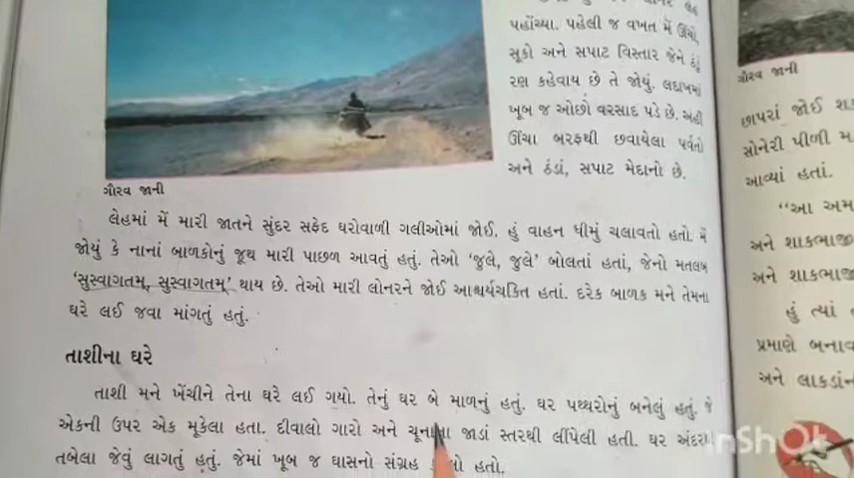 પહોંચ્યા. પહેલી જ વખત મેં ઊંચો,
સૂકો અને સપાટ વિસ્તાર જેને ઠંડુ
રણ કહેવાય છે તે જોયું. લદાખમાં
ખૂબ જ ઓછો વરસાદ પડે છે. અહીં
ઊંચા બરફથી છવાયેલા પર્વતો
અને ઠંડાં, સપાટ મેદાનો છે.
ગૌરવ જાની
લેહમાં મેં મારી જાતને સુંદર સફેદ ઘરોવાળી ગલીઓમાં જોઈ. હું વાહન ધીમું ચલાવતો હતો. મેં
જોયું કે નાનાં બાળકોનું જૂથ મારી પાછળ આવતું હતું. તેઓ ‘જુલે, જુલે’ બોલતાં હતાં, જેનો મતલબ
‘સુસ્વાગતમ્, સુસ્વાગતમ્’ થાય છે. તેઓ મારી લોનરને જોઈ આશ્ચર્યચકિત હતાં. દરેક બાળક મને તેમના
ઘરે લઈ જવા માંગતું હતું.
તાશીના ઘરે
તાશી મને ખેંચીને તેના ઘરે લઈ ગયો. તેનું ઘર બે માળનું હતું. ઘર પથ્થરોનું બનેલું હતું. જે
એકની ઉપર એક મૂકેલા હતા. દીવાલો ગારો અને જાડાં સ્તરથી લીંપેલી હતી. ઘર અંદરથી
તબેલા જેવું લાગતું હતું. જેમાં ખૂબ જ ઘાસનો સંગ્રહ હતો.
ગૌરવ જાની
છાપરાં જોઈ
સોનેરી પીળી
આવ્યાં હતાં.
“આ
અને શાકભાજી
અને શાકભાજી
હું ત્યાં
પ્રમાણે
અને
InShOt